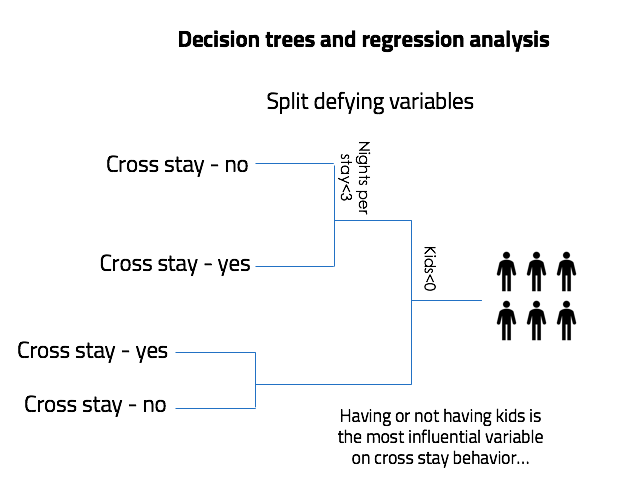 Decision trees and regression analysis
Split defying variables
Cross stay - no
Nights per
stay<3
Cross stay - yes
Kids<0
Cross stay - yes
Cross stay - no
Having or not having kids is
the most influential variable
on cross stay behavior...